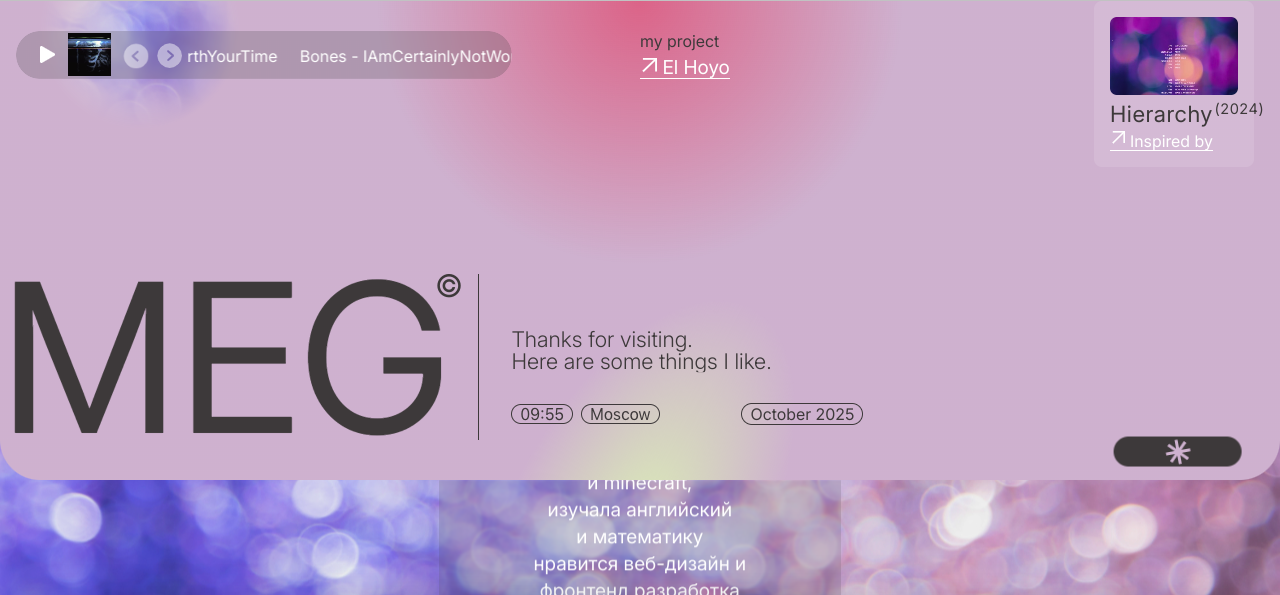 rthYourTime Bones - IAmCertainlyNotWo
my project
El Hoyo
Hierarchy (2024)
Inspired by
MEG©
Thanks for visiting.
Here are some things I like.
09:55 Moscow October 2025
и minecraft,
изучала английский
и математику
нравится веб-дизайн и
фронтенд разработка